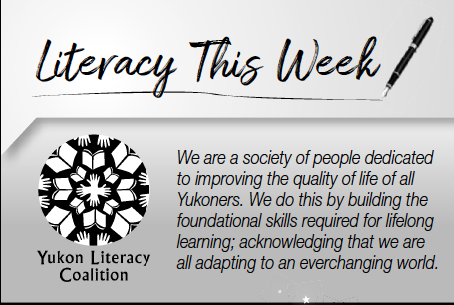 Literacy This Week
Yukon Literacy
Coalition
We are a society of people dedicated
to improving the quality of life of all
Yukoners. We do this by building the
foundational skills required for lifelong
learning; acknowledging that we are
all adapting to an everchanging world.